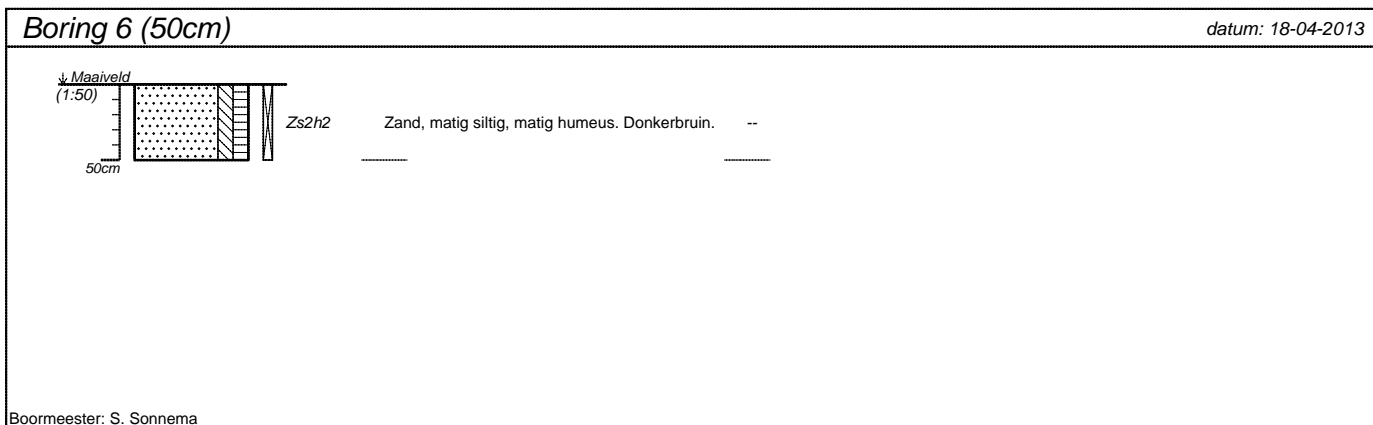 Boring 6 (50cm) datum: 18-04-2013
Maaiveld
(1:50)
Zs2h2 Zand, matig siltig, matig humeus. Donkerbruin. --
50cm
Boormeester: S. Sonnema